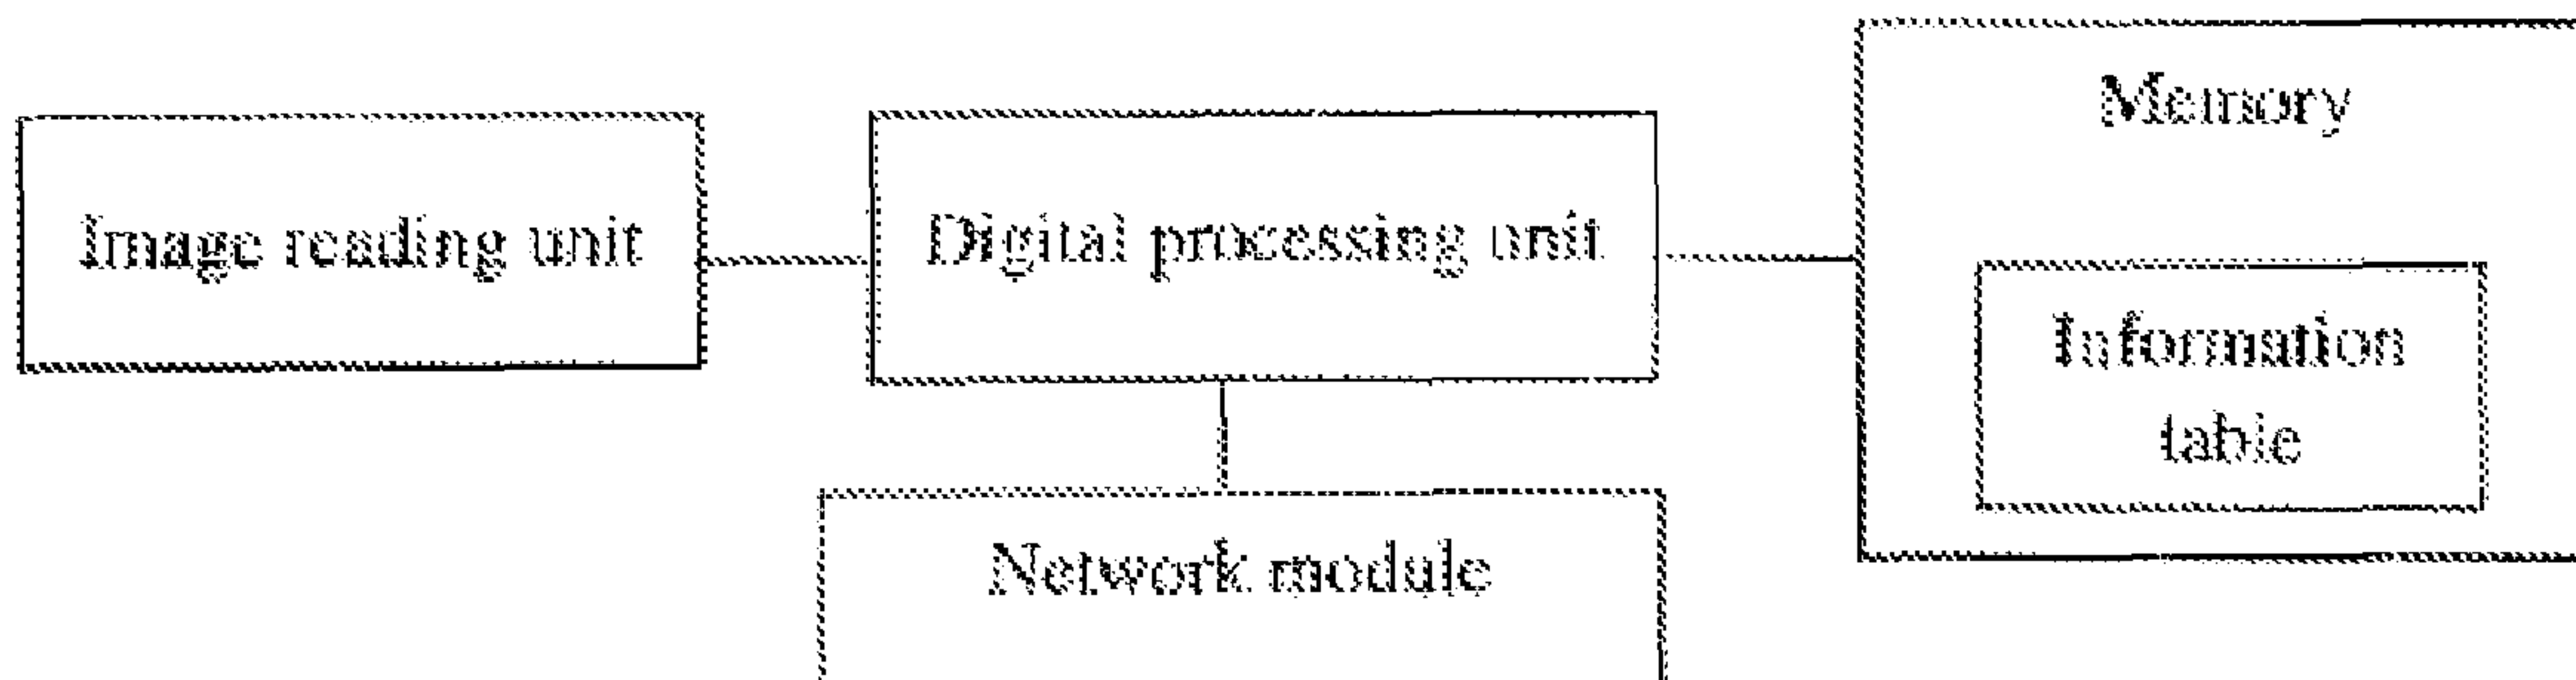 Image reading unit
Digital processing unit
Memory
Information
table
Network module